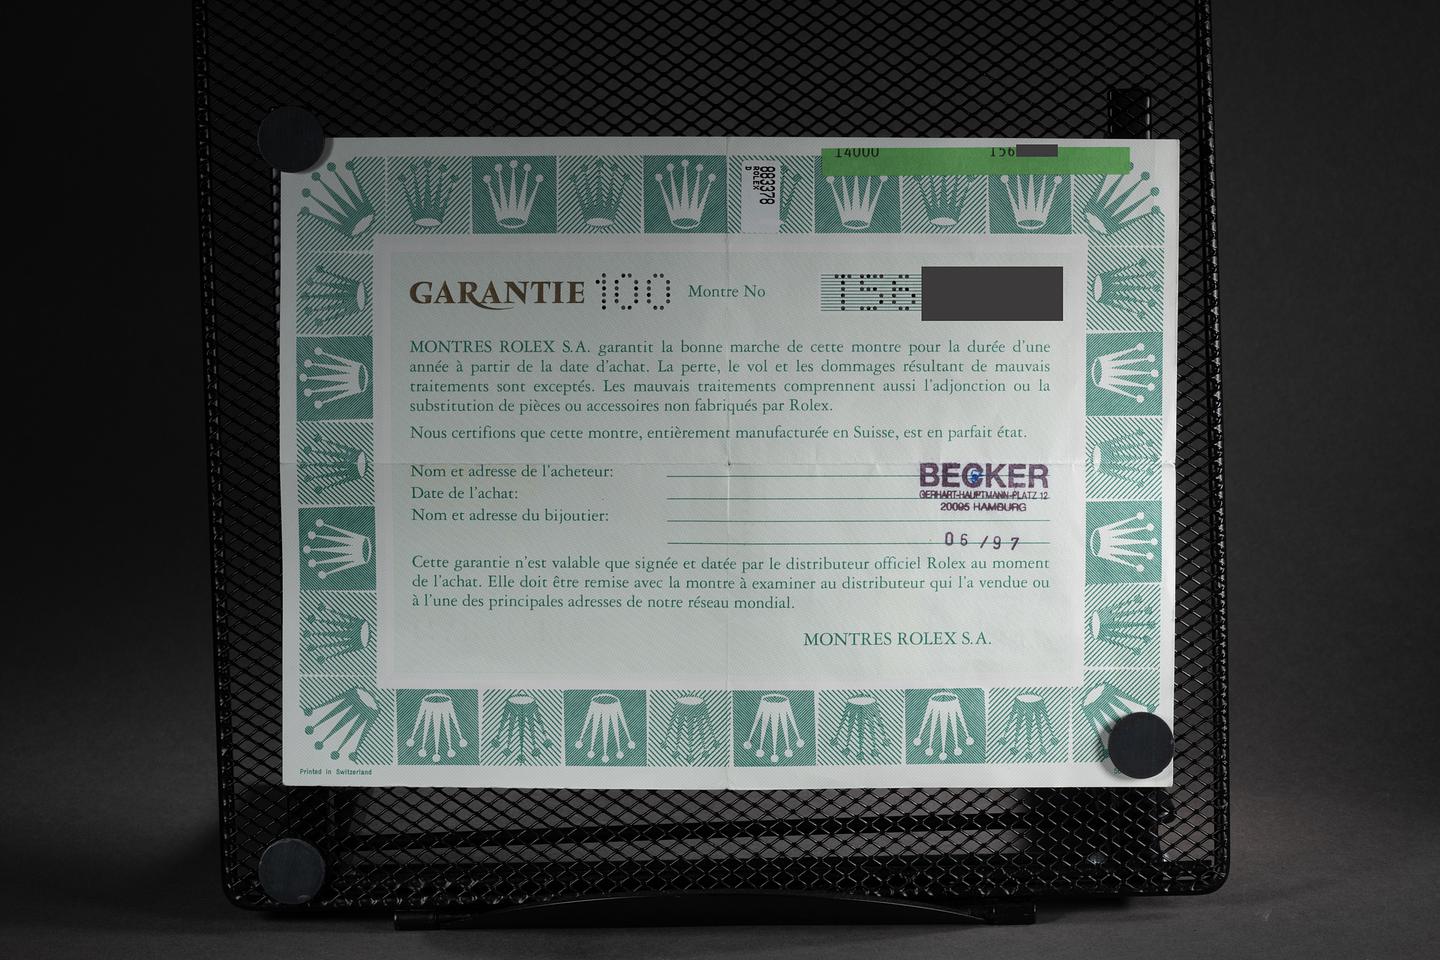 14000 156
883378
ROLEX
D
GARANTIE 100 Montre No T56
MONTRES ROLEX S.A. garantit la bonne marche de cette montre pour la durée d'une
année à partir de la date d'achat. La perte, le vol et les dommages résultant de mauvais
traitements sont exceptés. Les mauvais traitements comprennent aussi l'adjonction ou la
substitution de pièces ou accessoires non fabriqués par Rolex.
Nous certifions que cette montre, entièrement manufacturée en Suisse, est en parfait état.
Nom et adresse de l'acheteur:
Date de l'achat:
Nom et adresse du bijoutier:
BECKER
GERHART-HAUPTMANN-PLATZ 12
20095 HAMBURG
06 /97
Cette garantie n'est valable que signée et datée par le distributeur officiel Rolex au moment
de l'achat. Elle doit être remise avec la montre à examiner au distributeur qui l'a vendue ou
à l'une des principales adresses de notre réseau mondial.
MONTRES ROLEX S.A.
Printed in Switzerland